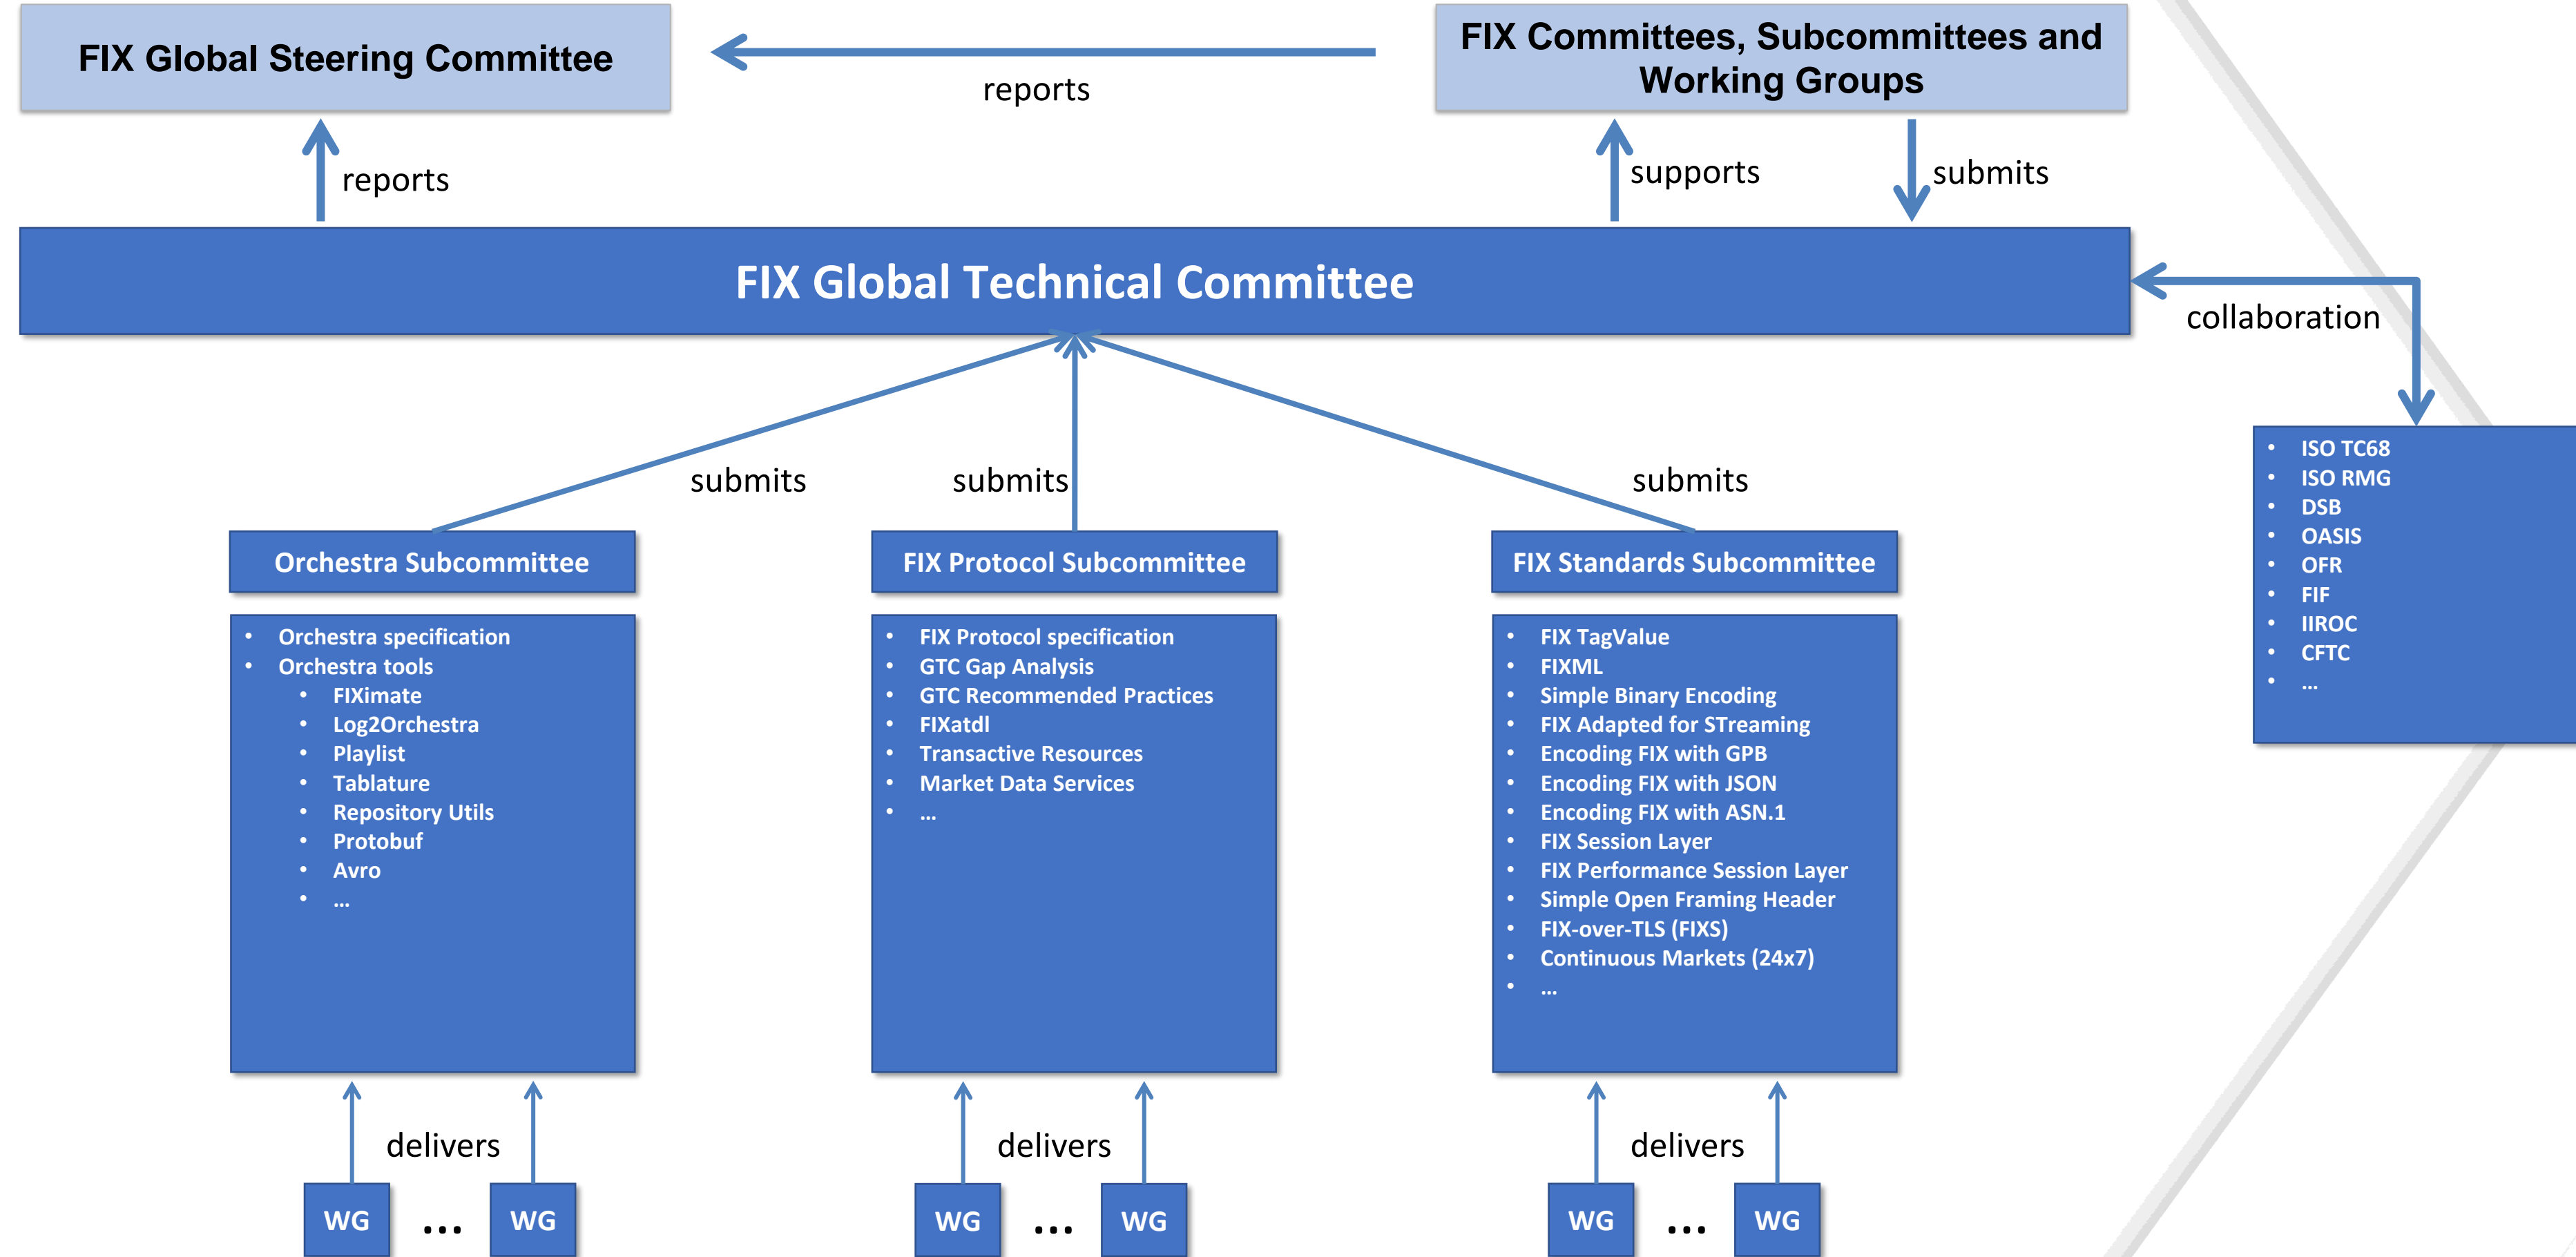 FIX Global Steering Committee
reports
FIX Committees, Subcommittees and
Working Groups
reports
supports
submits
FIX Global Technical Committee
collaboration
submits
submits
submits
• ISO TC68
• ISO RMG
• DSB
• OASIS
• OFR
• FIF
• IIROC
• CFTC
• ...
Orchestra Subcommittee
• Orchestra specification
• Orchestra tools
• FIXimate
• Log2Orchestra
• Playlist
• Tablature
• Repository Utils
• Protobuf
• Avro
• ...
FIX Protocol Subcommittee
• FIX Protocol specification
• GTC Gap Analysis
• GTC Recommended Practices
• FIXatdl
• Transactive Resources
• Market Data Services
• ...
FIX Standards Subcommittee
• FIX TagValue
• FIXML
• Simple Binary Encoding
• FIX Adapted for STreaming
• Encoding FIX with GPB
• Encoding FIX with JSON
• Encoding FIX with ASN.1
• FIX Session Layer
• FIX Performance Session Layer
• Simple Open Framing Header
• FIX-over-TLS (FIXS)
• Continuous Markets (24x7)
• ...
delivers
WG ... WG
delivers
WG ... WG
delivers
WG ... WG